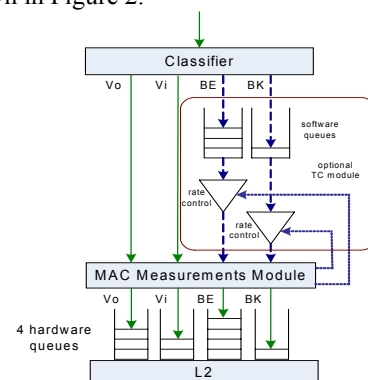 on in Figure 2.
Classifier
Vo Vi BE BK
software
queues
optional
TC module
rate
control
rate
control
MAC Measurements Module
Vo Vi BE BK
4 hardware
queues
L2